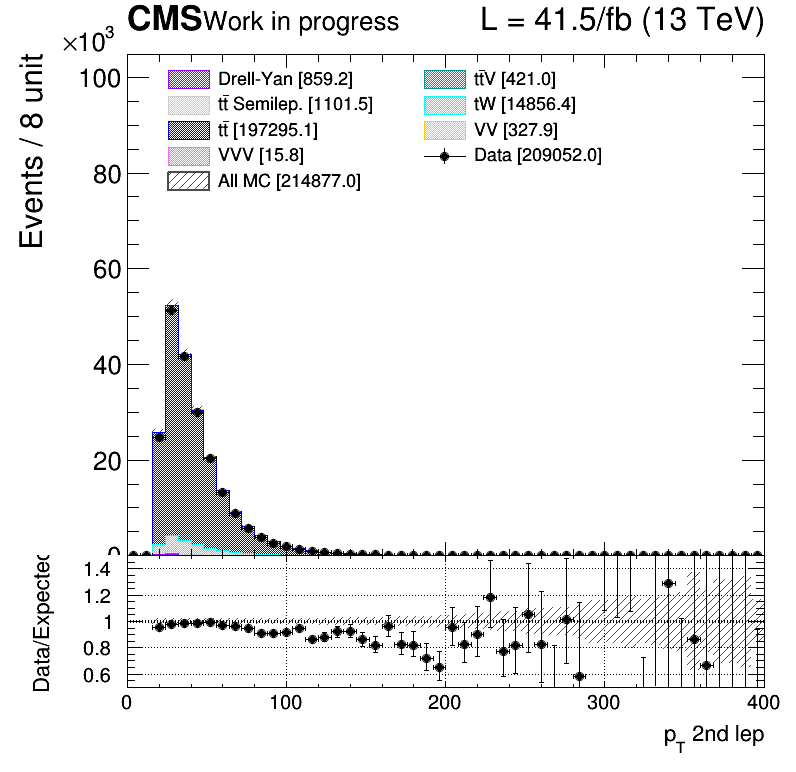 CMS Work in progress L = 41.5/fb (13 TeV)
×10³
Events / 8 unit
100
80
60
40
20
0
Drell-Yan [859.2]
tt̄ Semilep. [1101.5]
tt̄ [197295.1]
VVV [15.8]
All MC [214877.0]
tt̄V [421.0]
tW [14856.4]
VV [327.9]
Data [209052.0]
Data/Expected
1.4
1.2
1
0.8
0.6
0 100 200 300 400
p_T 2nd lep